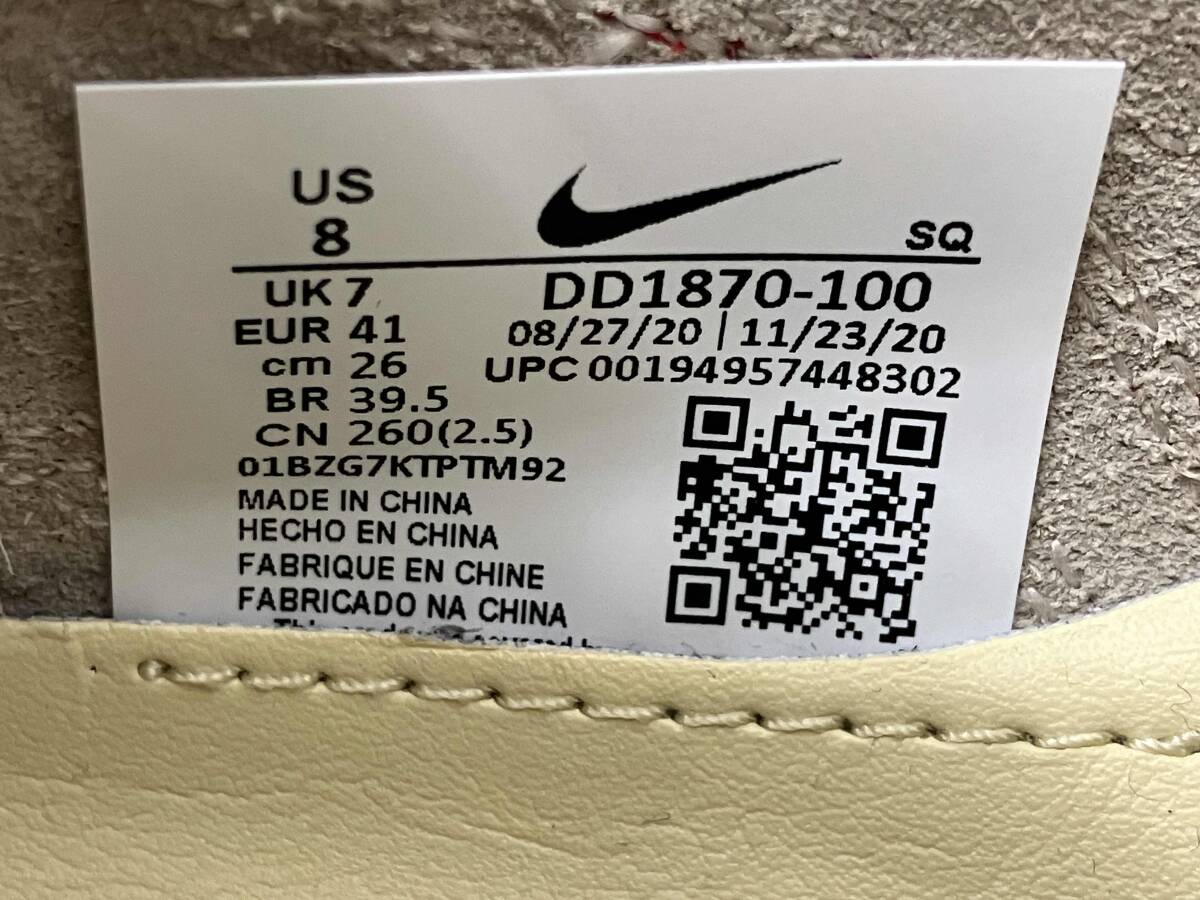 US
8
SQ
UK 7
DD1870-100
EUR 41
08/27/20 | 11/23/20
cm 26
UPC 00194957448302
BR 39.5
CN 260(2.5)
01BZG7KTPTM92
MADE IN CHINA
HECHO EN CHINA
FABRIQUE EN CHINE
FABRICADO NA CHINA